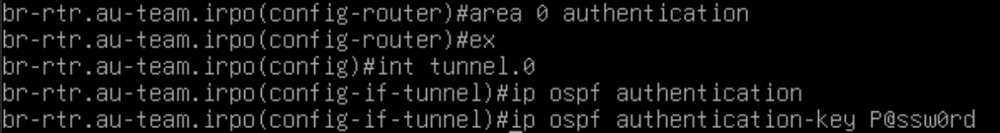 br-rtr.au-team.irpo(config-router)#area 0 authentication
br-rtr.au-team.irpo(config-router)#ex
br-rtr.au-team.irpo(config)#int tunnel.0
br-rtr.au-team.irpo(config-if-tunnel)#ip ospf authentication
br-rtr.au-team.irpo(config-if-tunnel)#ip ospf authentication-key P@ssw0rd